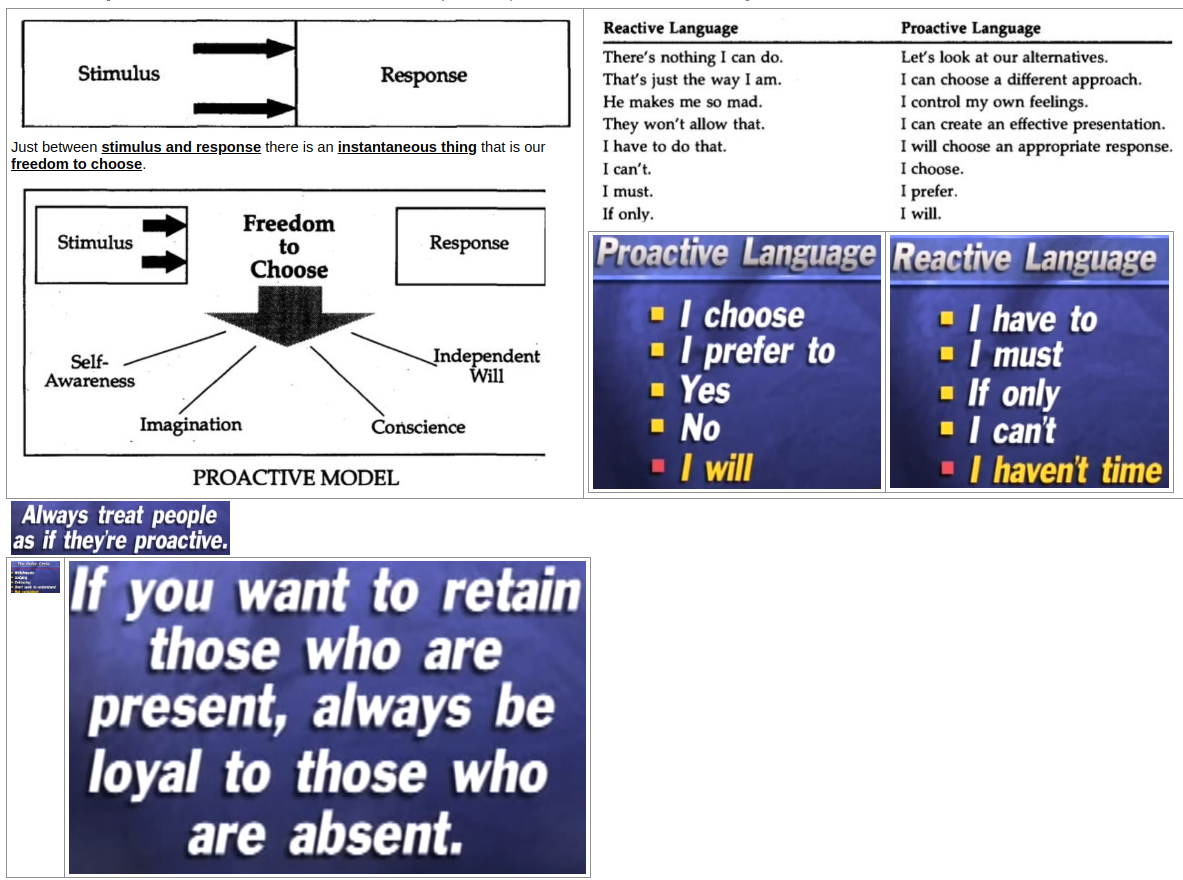 Stimulus
Response
Just between stimulus and response there is an instantaneous thing that is our
freedom to choose.
Stimulus
Freedom
to
Choose
Response
Self-
Awareness
Imagination
Conscience
Independent
Will
PROACTIVE MODEL
Reactive Language Proactive Language
There's nothing I can do. Let's look at our alternatives.
That's just the way I am. I can choose a different approach.
He makes me so mad. I control my own feelings.
They won't allow that. I can create an effective presentation.
I have to do that. I will choose an appropriate response.
I can't. I choose.
I must. I prefer.
If only. I will.
Proactive Language
I choose
I prefer to
Yes
No
I will
Reactive Language
I have to
I must
If only
I can't
I haven't time
Always treat people
as if they're proactive.
If you want to retain
those who are
present, always be
loyal to those who
are absent.